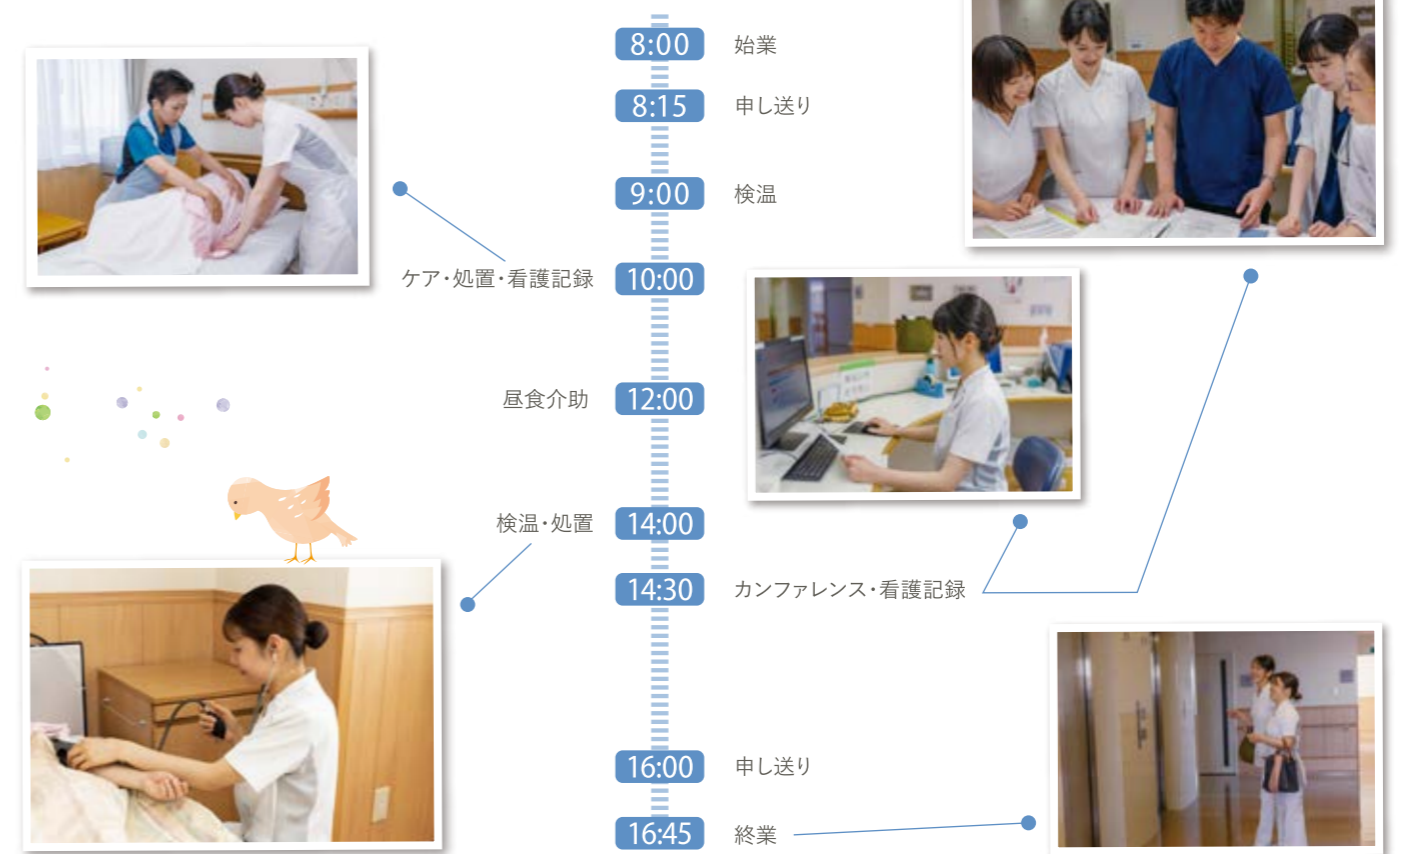 8:00 始業
8:15 申し送り
9:00 検温
ケア・処置・看護記録 10:00
昼食介助 12:00
検温・処置 14:00
14:30 カンファレンス・看護記録
16:00 申し送り
16:45 終業